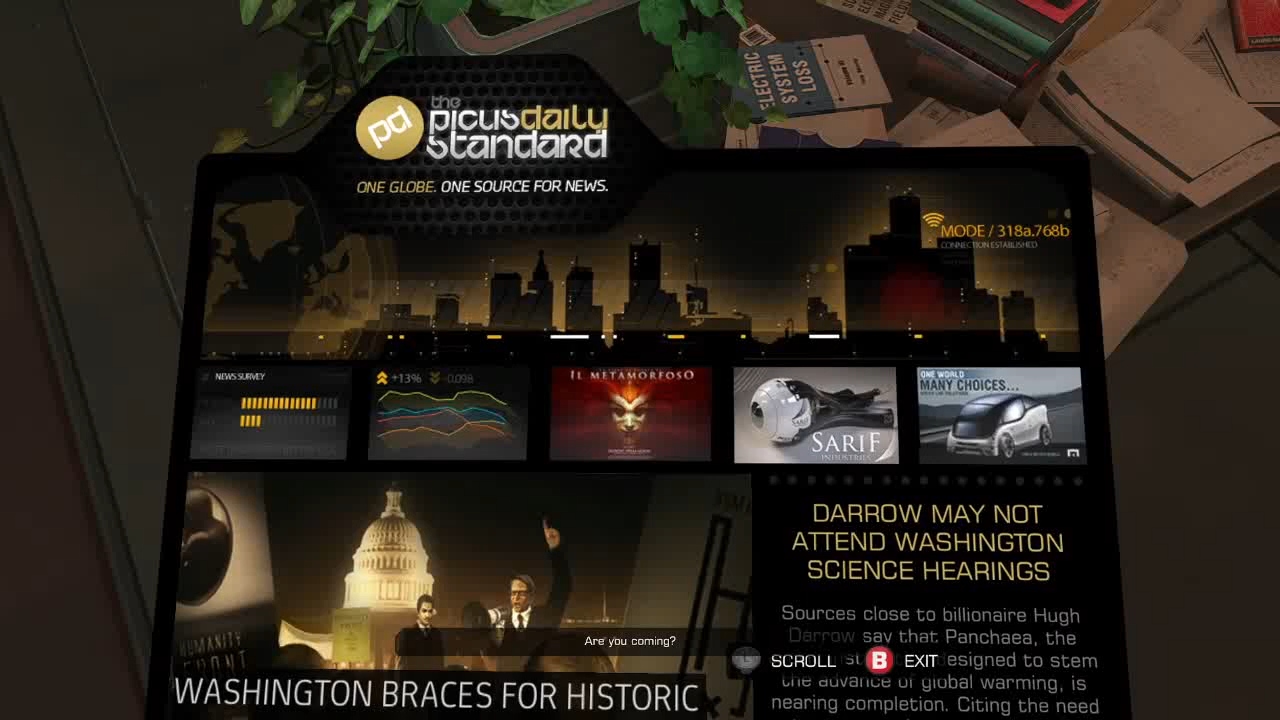 ELECTRIC
SYSTEM
LOSS
the
picusdaily
standard
pd
ONE GLOBE. ONE SOURCE FOR NEWS.
MODE / 318a.768b
CONNECTION ESTABLISHED
NEWS SURVEY
+13% -0.098
IL METAMORFOSO
SARIF
INDUSTRIES
ONE WORLD
MANY CHOICES...
DARROW MAY NOT
ATTEND WASHINGTON
SCIENCE HEARINGS
Sources close to billionaire Hugh
Darrow say that Panchaea, the
designed to stem
the advance of global warming, is
nearing completion. Citing the need
HUMANITY
FRONT
Are you coming?
SCROLL B EXIT
WASHINGTON BRACES FOR HISTORIC